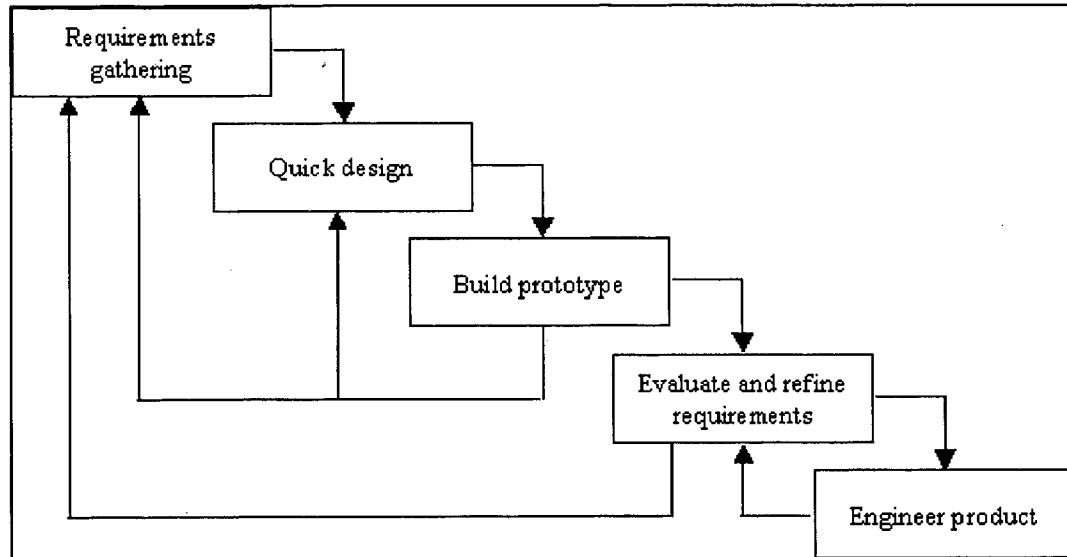 Requirements
gathering
Quick design
Build prototype
Evaluate and refine
requirements
Engineer product